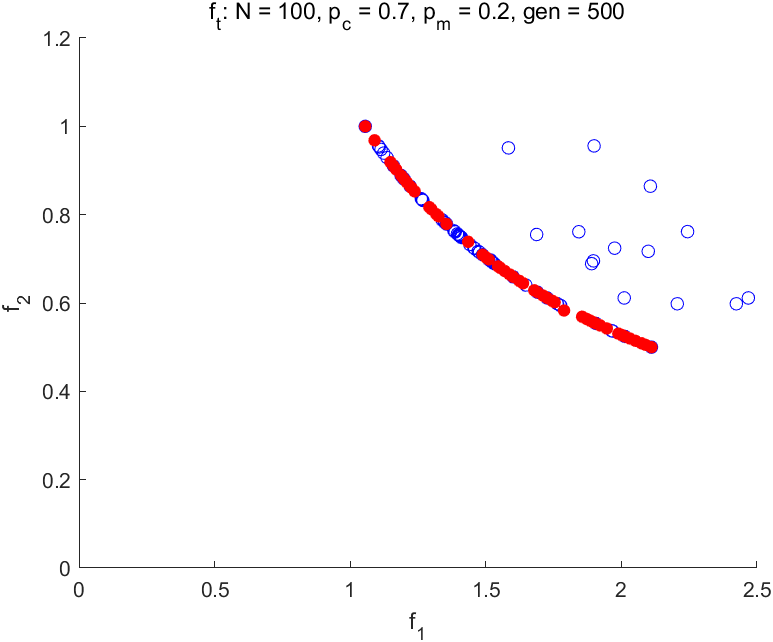 f_t: N = 100, p_c = 0.7, p_m = 0.2, gen = 500
1.2
1
0.8
0.6
f_2
0.4
0.2
0
0 0.5 1 1.5 2 2.5
f_1